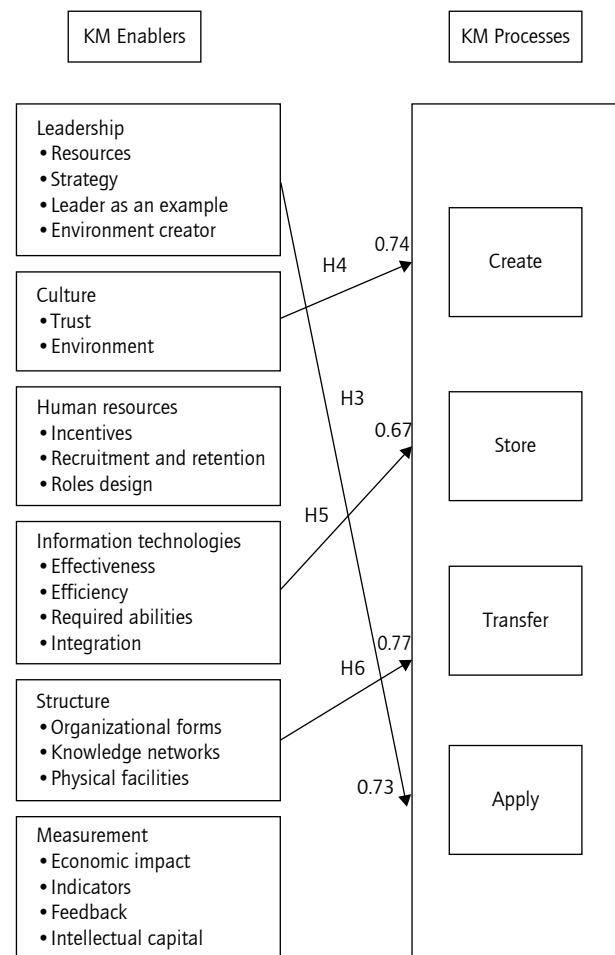 KM Enablers
KM Processes
Leadership
• Resources
• Strategy
• Leader as an example
• Environment creator
Culture
• Trust
• Environment
Human resources
• Incentives
• Recruitment and retention
• Roles design
Information technologies
• Effectiveness
• Efficiency
• Required abilities
• Integration
Structure
• Organizational forms
• Knowledge networks
• Physical facilities
Measurement
• Economic impact
• Indicators
• Feedback
• Intellectual capital
H4
0.74
H3
0.67
H5
0.77
H6
0.73
Create
Store
Transfer
Apply